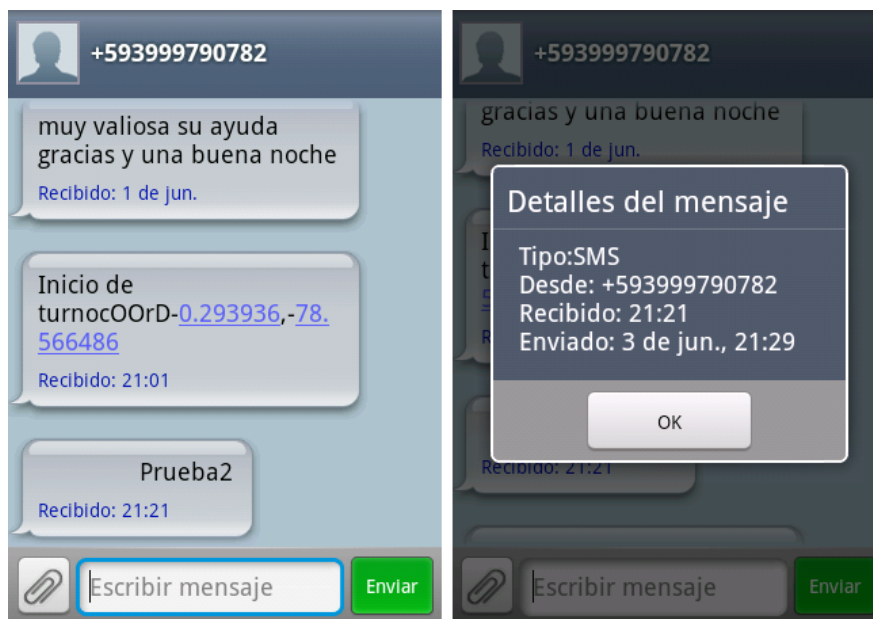 +593999790782
muy valiosa su ayuda
gracias y una buena noche
Recibido: 1 de jun.
Inicio de
turnocOOrD-0.293936,-78.
566486
Recibido: 21:01
Prueba2
Recibido: 21:21
Escribir mensaje
Enviar
+593999790782
gracias y una buena noche
Recibido: 1 de jun.
Detalles del mensaje
Tipo:SMS
Desde: +593999790782
Recibido: 21:21
Enviado: 3 de jun., 21:29
OK
Recibido: 21:21
Escribir mensaje
Enviar